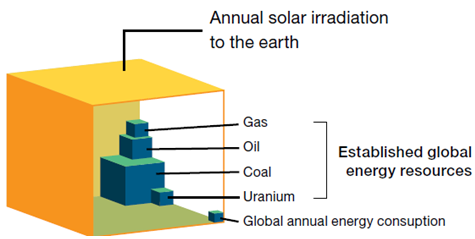 Annual solar irradiation
to the earth
Gas
Oil
Coal
Uranium
Established global
energy resources
Global annual energy consuption